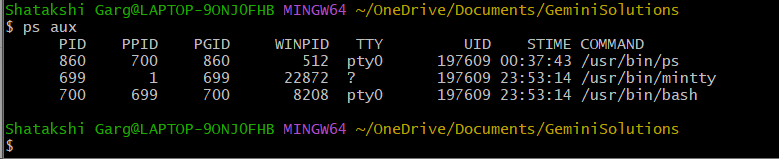 Shatakshi Garg@LAPTOP-9ONJ0FHB MINGW64 ~/OneDrive/Documents/GeminiSolutions
$ ps aux
PID PPID PGID WINPID TTY UID STIME COMMAND
860 700 860 512 pty0 197609 00:37:43 /usr/bin/ps
699 1 699 22872 ? 197609 23:53:14 /usr/bin/mintty
700 699 700 8208 pty0 197609 23:53:14 /usr/bin/bash
Shatakshi Garg@LAPTOP-9ONJ0FHB MINGW64 ~/OneDrive/Documents/GeminiSolutions
$